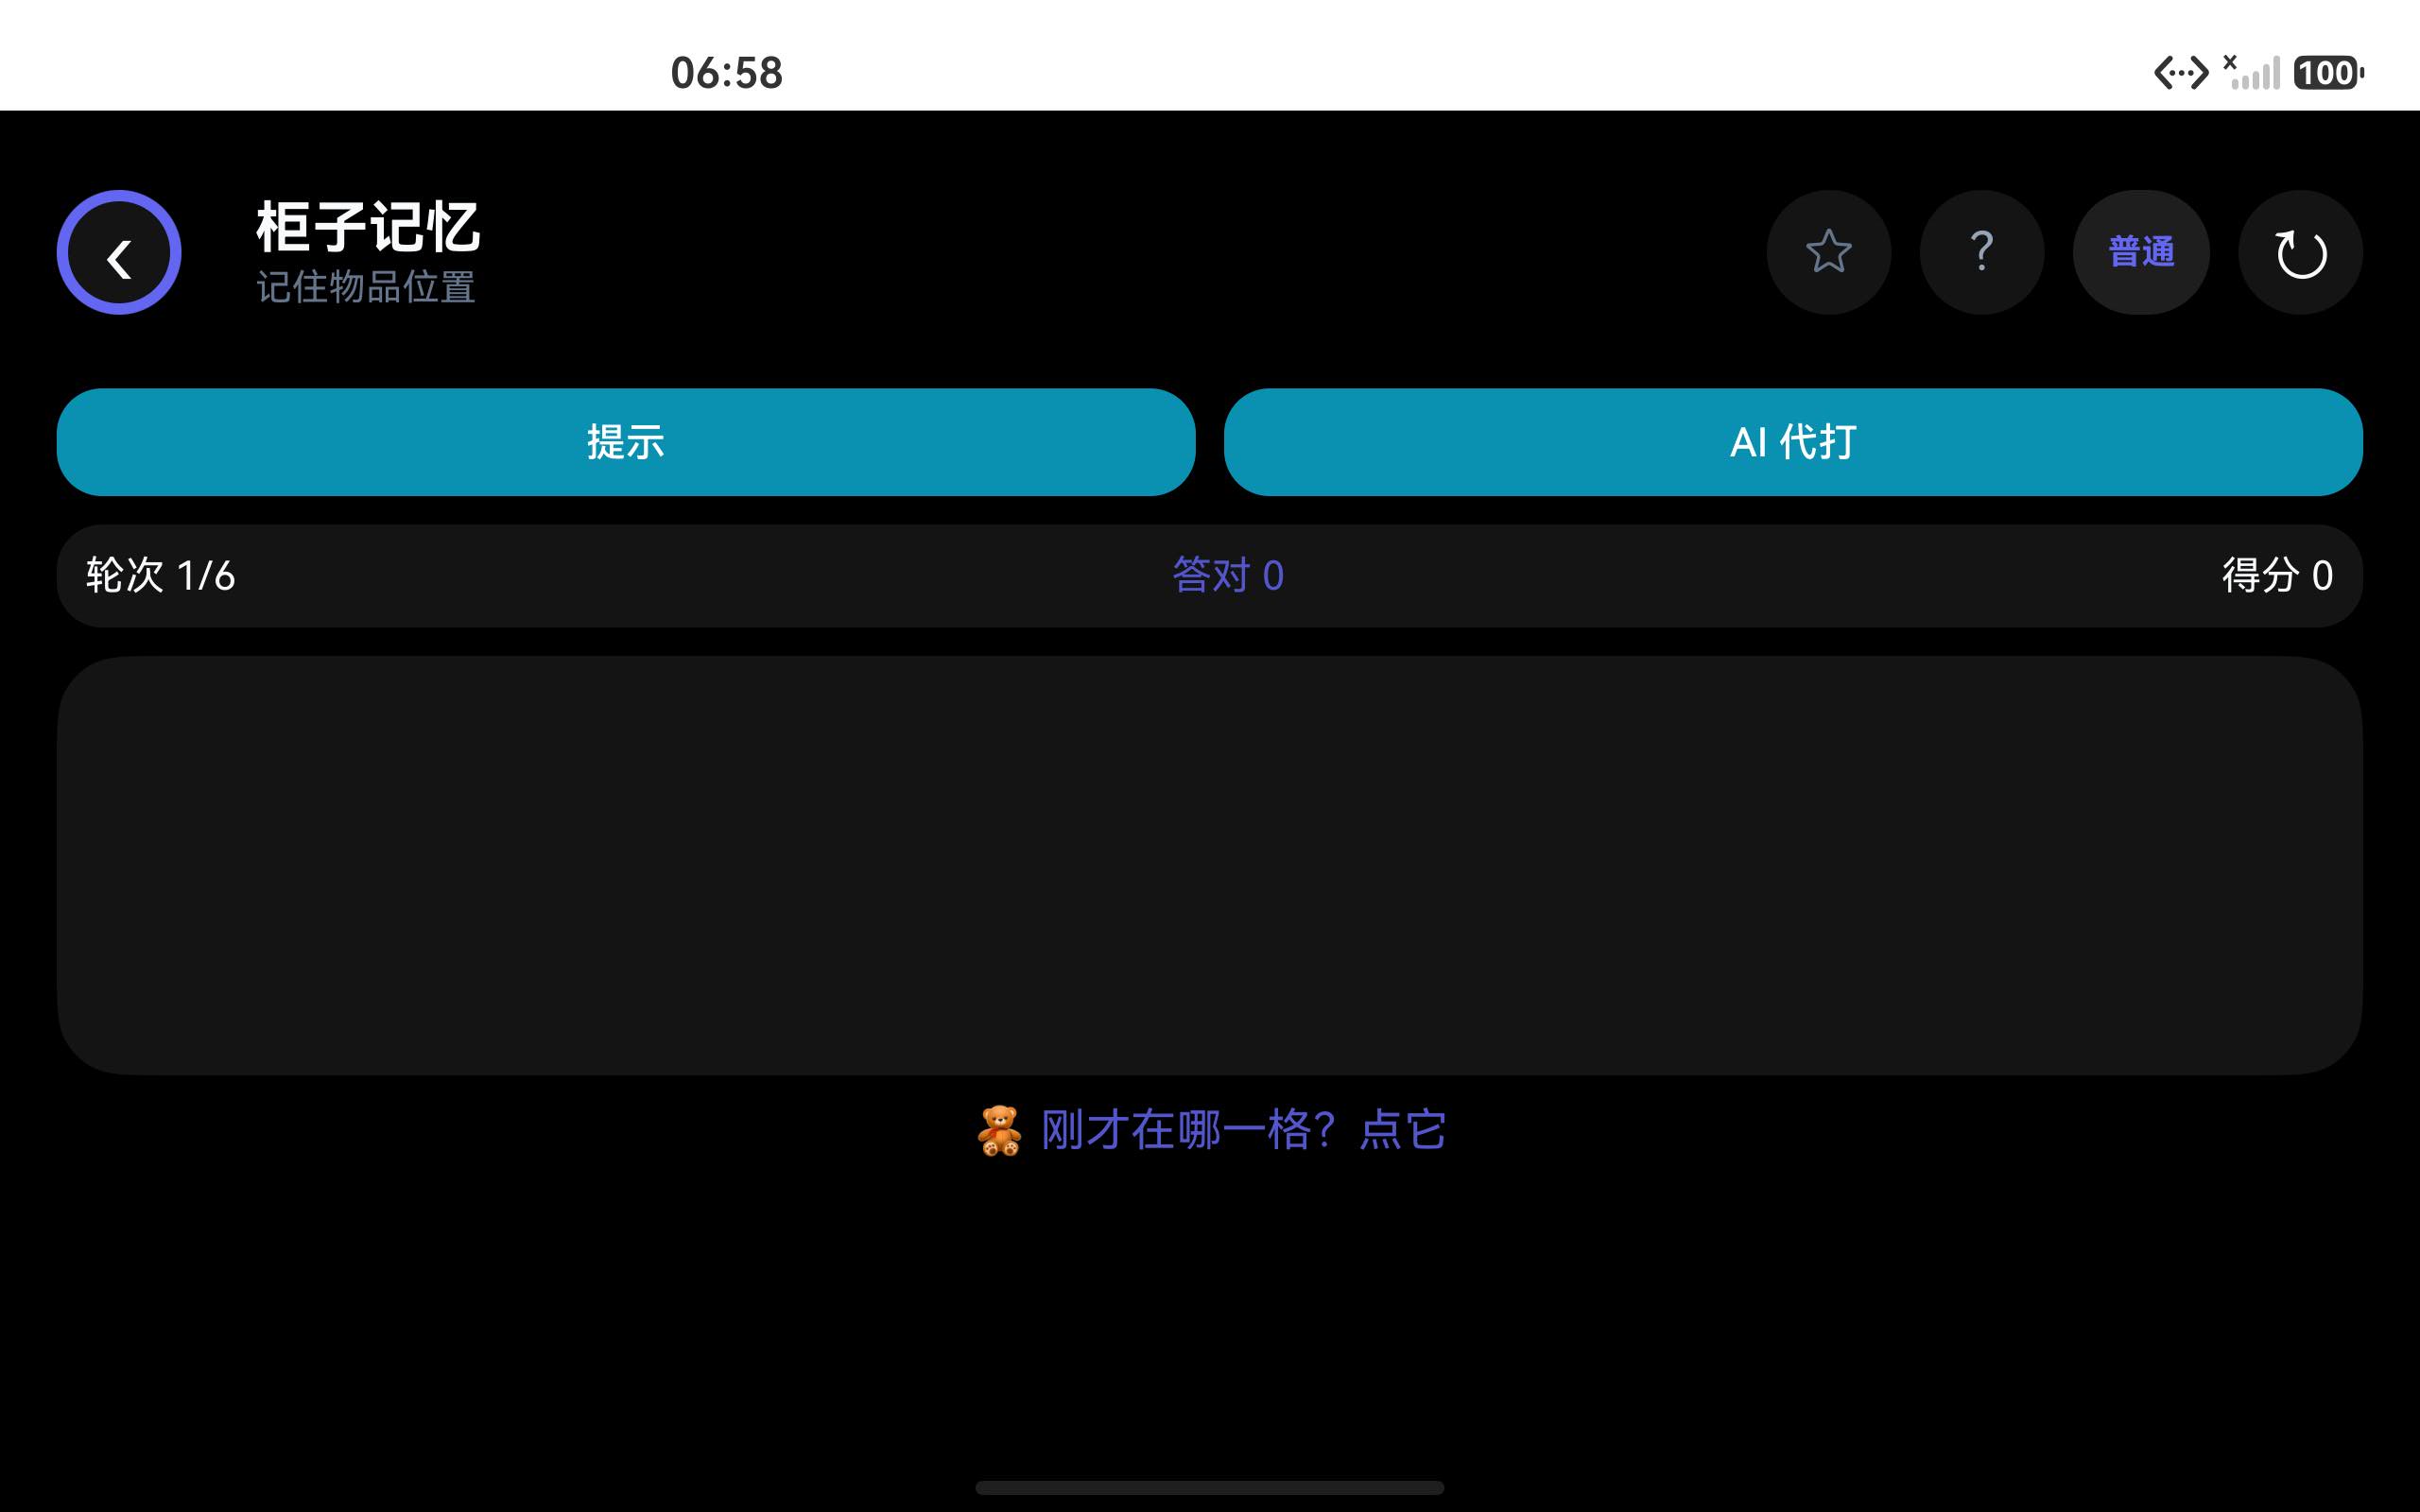 06:58
100
柜子记忆
记住物品位置
?
普通
提示
AI 代打
轮次 1/6
答对 0
得分 0
🧸 刚才在哪一格？点它